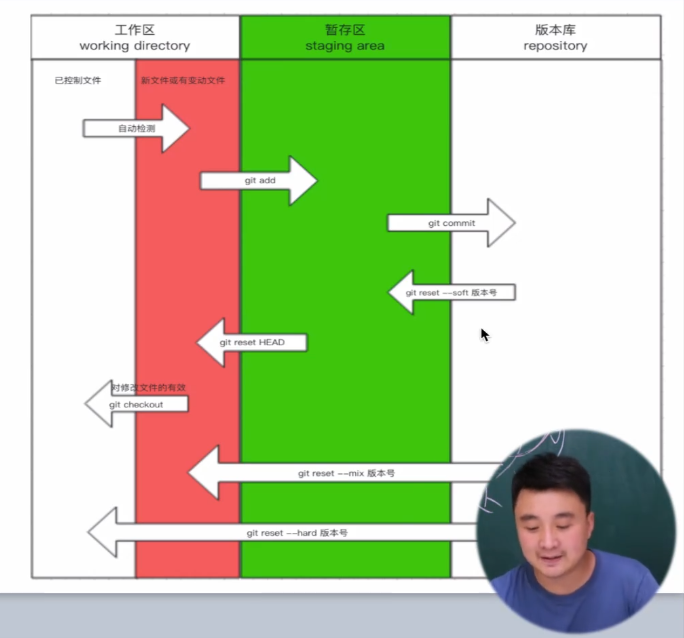 工作区
working directory
暂存区
staging area
版本库
repository
已控制文件
新文件或有变动文件
自动检测
git add
git commit
git reset --soft 版本号
git reset HEAD
对修改文件的有效
git checkout
git reset --mix 版本号
git reset --hard 版本号